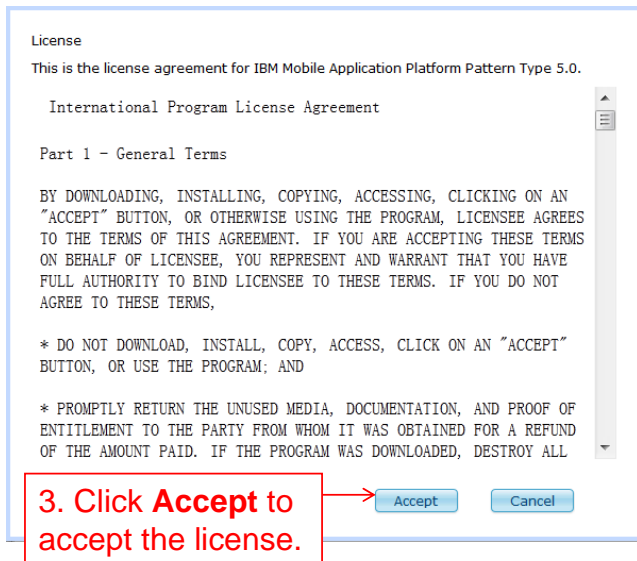 License
This is the license agreement for IBM Mobile Application Platform Pattern Type 5.0.
International Program License Agreement
Part 1 - General Terms
BY DOWNLOADING, INSTALLING, COPYING, ACCESSING, CLICKING ON AN
"ACCEPT" BUTTON, OR OTHERWISE USING THE PROGRAM, LICENSEE AGREES
TO THE TERMS OF THIS AGREEMENT. IF YOU ARE ACCEPTING THESE TERMS
ON BEHALF OF LICENSEE, YOU REPRESENT AND WARRANT THAT YOU HAVE
FULL AUTHORITY TO BIND LICENSEE TO THESE TERMS. IF YOU DO NOT
AGREE TO THESE TERMS,
* DO NOT DOWNLOAD, INSTALL, COPY, ACCESS, CLICK ON AN "ACCEPT"
BUTTON, OR USE THE PROGRAM; AND
* PROMPTLY RETURN THE UNUSED MEDIA, DOCUMENTATION, AND PROOF OF
ENTITLEMENT TO THE PARTY FROM WHOM IT WAS OBTAINED FOR A REFUND
OF THE AMOUNT PAID. IF THE PROGRAM WAS DOWNLOADED, DESTROY ALL
3. Click Accept to
accept the license.
Accept
Cancel